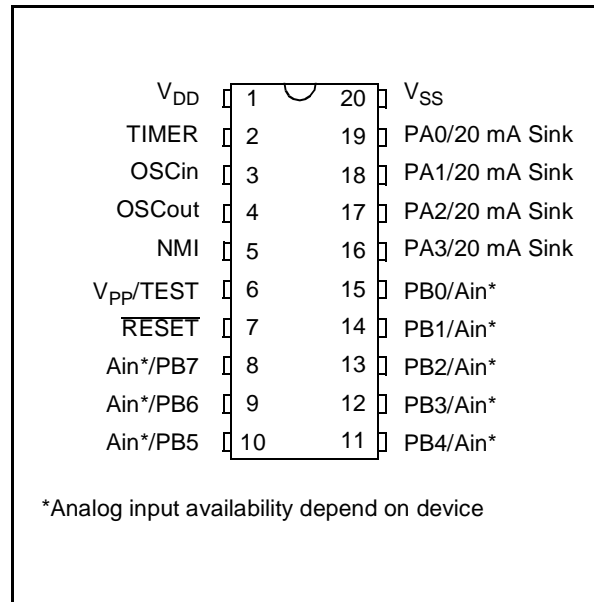 VDD 1 20 VSS
TIMER 2 19 PA0/20 mA Sink
OSCin 3 18 PA1/20 mA Sink
OSCout 4 17 PA2/20 mA Sink
NMI 5 16 PA3/20 mA Sink
VPP/TEST 6 15 PB0/Ain*
RESET 7 14 PB1/Ain*
Ain*/PB7 8 13 PB2/Ain*
Ain*/PB6 9 12 PB3/Ain*
Ain*/PB5 10 11 PB4/Ain*
*Analog input availability depend on device